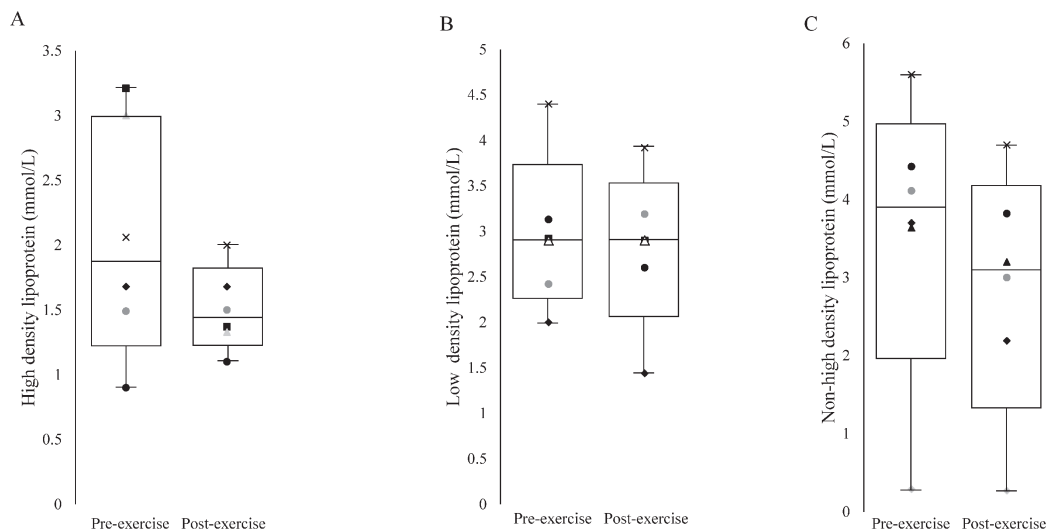 A
High density lipoprotein (mmol/L)
3.5
3
2.5
2
1.5
1
0.5
0
Pre-exercise Post-exercise
B
Low density lipoprotein (mmol/L)
5
4.5
4
3.5
3
2.5
2
1.5
1
0.5
0
Pre-exercise Post-exercise
C
Non-high density lipoprotein (mmol/L)
6
5
4
3
2
1
0
Pre-exercise Post-exercise